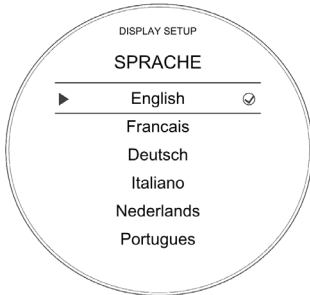 DISPLAY SETUP
SPRACHE
English
Francais
Deutsch
Italiano
Nederlands
Portugues